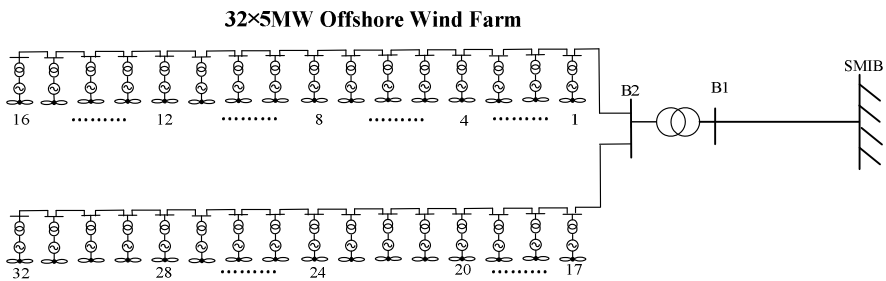 32×5MW Offshore Wind Farm
SMIB
B2
B1
16 ......... 12 ......... 8 ......... 4 ......... 1
32 28 ......... 24 20 ......... 17